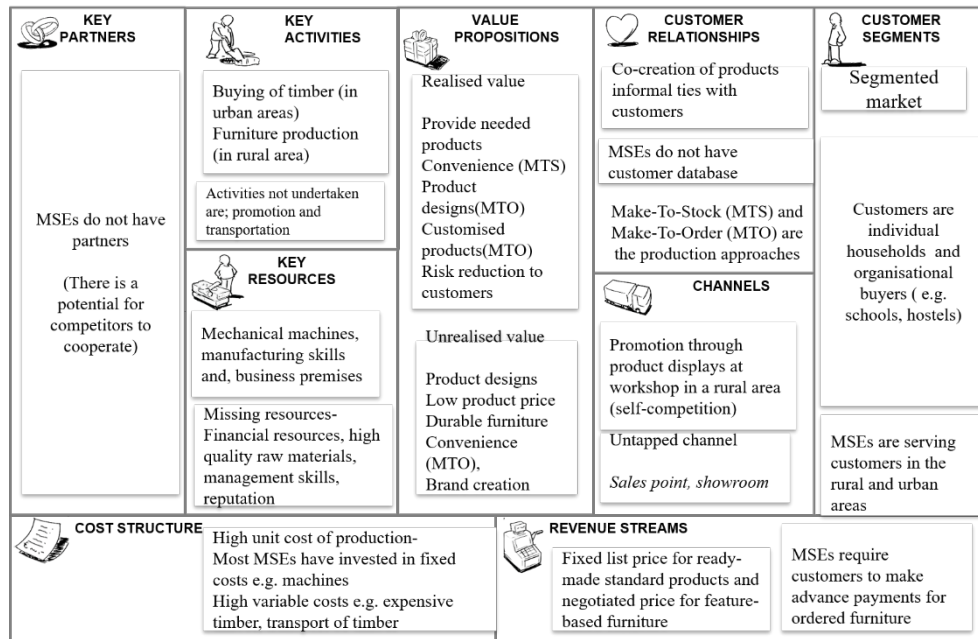 KEY
PARTNERS
MSEs do not have
partners
(There is a
potential for
competitors to
cooperate)
KEY
ACTIVITIES
Buying of timber (in
urban areas)
Furniture production
(in rural area)
Activities not undertaken
are; promotion and
transportation
KEY
RESOURCES
Mechanical machines,
manufacturing skills
and, business premises
Missing resources-
Financial resources, high
quality raw materials,
management skills,
reputation
VALUE
PROPOSITIONS
Realised value
Provide needed
products
Convenience (MTS)
Product
designs(MTO)
Customised
products(MTO)
Risk reduction to
customers
Unrealised value
Product designs
Low product price
Durable furniture
Convenience
(MTO),
Brand creation
CUSTOMER
RELATIONSHIPS
Co-creation of products
informal ties with
customers
MSEs do not have
customer database
Make-To-Stock (MTS) and
Make-To-Order (MTO) are
the production approaches
CHANNELS
Promotion through
product displays at
workshop in a rural area
(self-competition)
Untapped channel
Sales point, showroom
CUSTOMER
SEGMENTS
Segmented
market
Customers are
individual
households and
organisational
buyers ( e.g.
schools, hostels)
MSEs are serving
customers in the
rural and urban
areas
COST STRUCTURE
High unit cost of production-
Most MSEs have invested in fixed
costs e.g. machines
High variable costs e.g. expensive
timber, transport of timber
REVENUE STREAMS
Fixed list price for ready-
made standard products and
negotiated price for feature-
based furniture
MSEs require
customers to make
advance payments for
ordered furniture